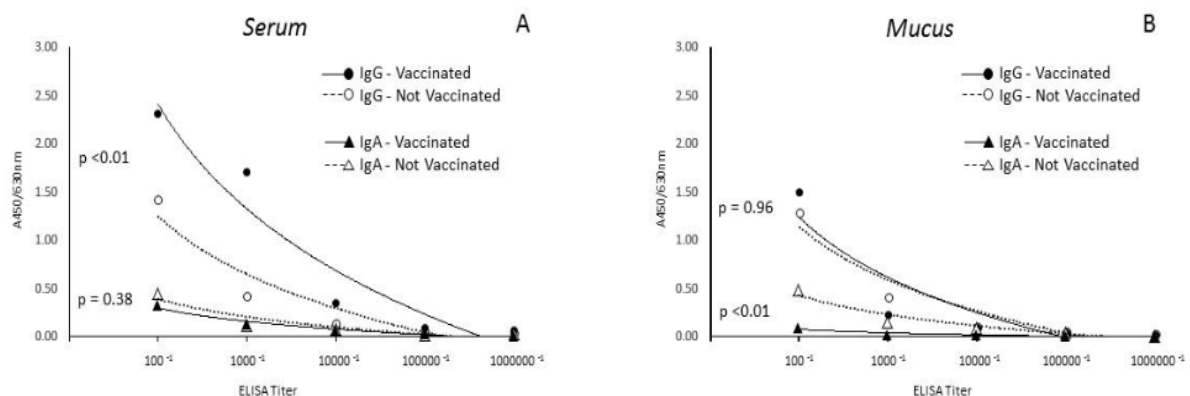 Serum
A
3.00
2.50
2.00
1.50
1.00
0.50
0.00
A450/630nm
IgG - Vaccinated
IgG - Not Vaccinated
IgA - Vaccinated
IgA - Not Vaccinated
p <0.01
p = 0.38
100⁻¹
1000⁻¹
10000⁻¹
100000⁻¹
1000000⁻¹
ELISA Titer
Mucus
B
3.00
2.50
2.00
1.50
1.00
0.50
0.00
A450/630nm
IgG - Vaccinated
IgG - Not Vaccinated
IgA - Vaccinated
IgA - Not Vaccinated
p = 0.96
p <0.01
100⁻¹
1000⁻¹
10000⁻¹
100000⁻¹
1000000⁻¹
ELISA Titer